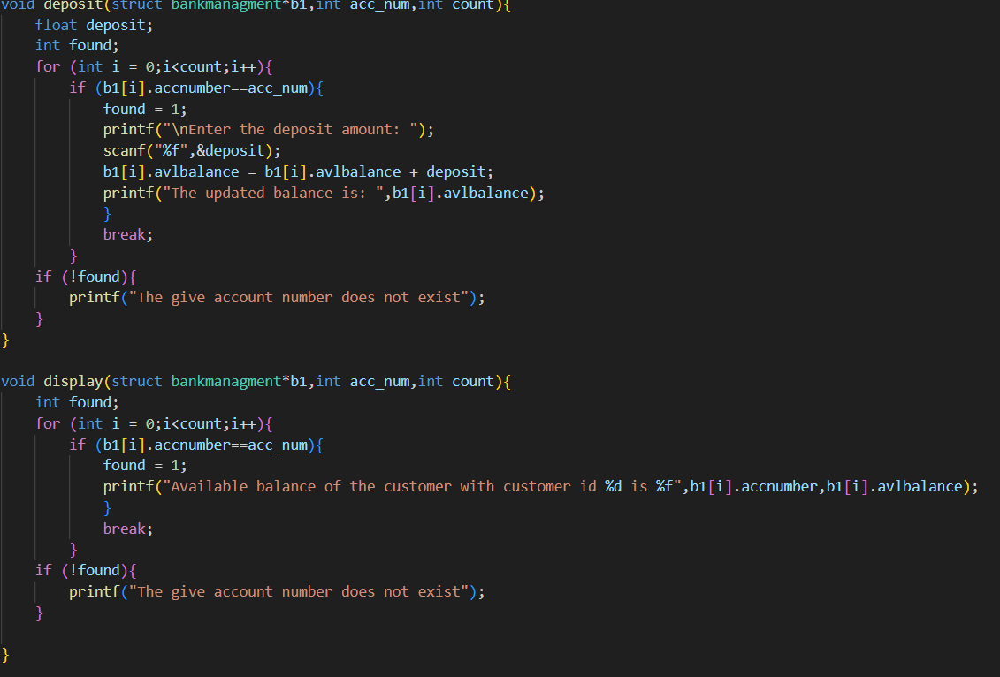 void deposit(struct bankmanagment*b1,int acc_num,int count){
    float deposit;
    int found;
    for (int i = 0;i<count;i++){
        if (b1[i].accnumber==acc_num){
            found = 1;
            printf("\nEnter the deposit amount: ");
            scanf("%f",&deposit);
            b1[i].avlbalance = b1[i].avlbalance + deposit;
            printf("The updated balance is: ",b1[i].avlbalance);
            }
            break;
        }
    if (!found){
        printf("The give account number does not exist");
    }
}

void display(struct bankmanagment*b1,int acc_num,int count){
    int found;
    for (int i = 0;i<count;i++){
        if (b1[i].accnumber==acc_num){
            found = 1;
            printf("Available balance of the customer with customer id %d is %f",b1[i].accnumber,b1[i].avlbalance);
            }
            break;
        }
    if (!found){
        printf("The give account number does not exist");
    }

}